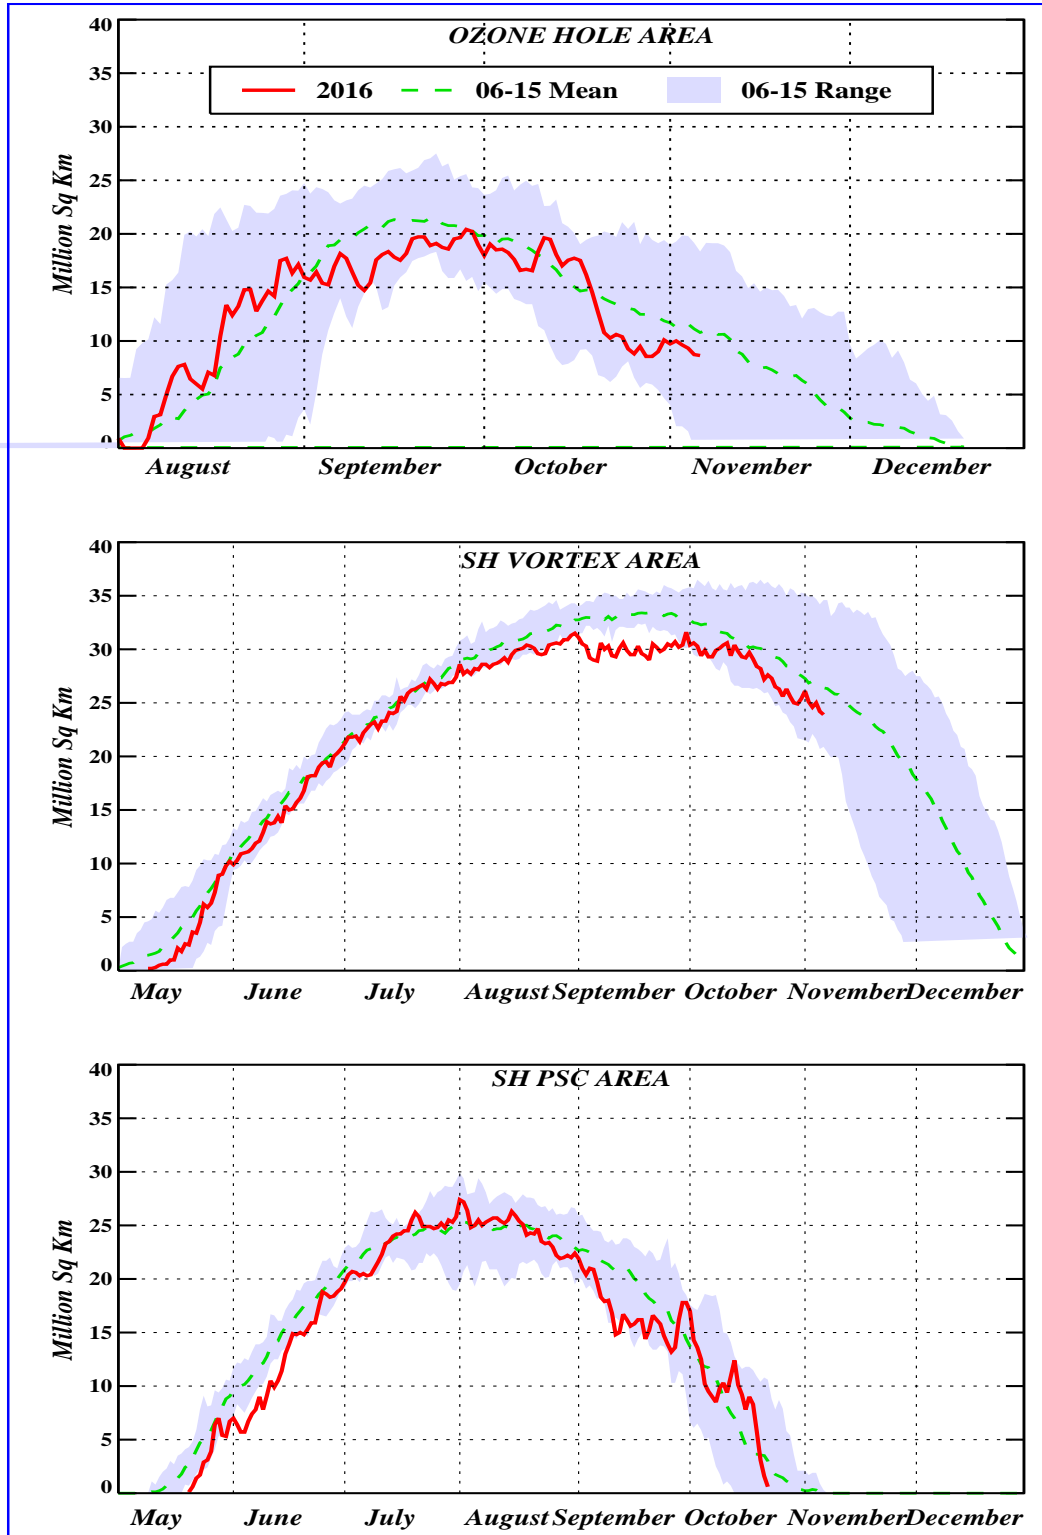 OZONE HOLE AREA
2016 06-15 Mean 06-15 Range
Million Sq Km
40
35
30
25
20
15
10
5
0
August September October November December
SH VORTEX AREA
Million Sq Km
40
35
30
25
20
15
10
5
0
May June July August September October November December
SH PSC AREA
Million Sq Km
40
35
30
25
20
15
10
5
0
May June July August September October November December